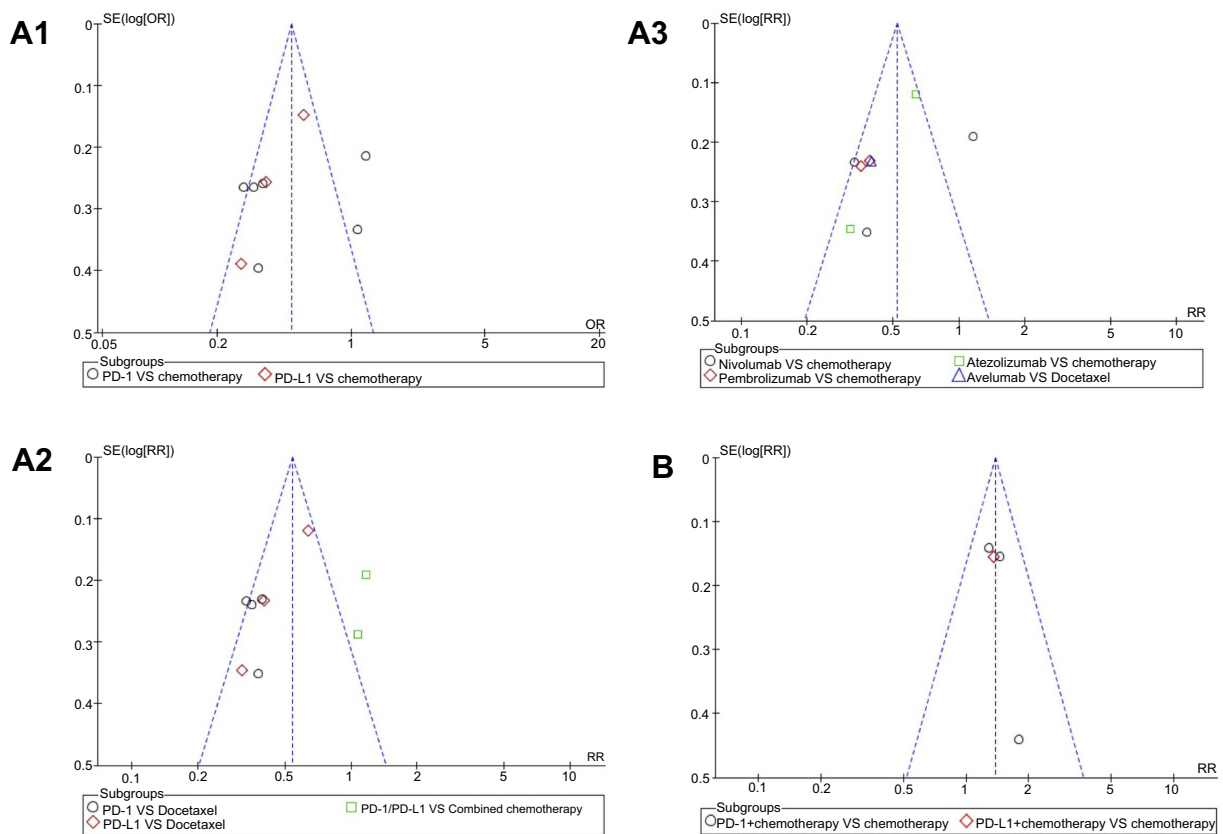 A1
SE(log[OR])
0
0.1
0.2
0.3
0.4
0.5
0.05 0.2 1 5 20
OR
Subgroups
PD-1 VS chemotherapy PD-L1 VS chemotherapy
A3
SE(log[RR])
0
0.1
0.2
0.3
0.4
0.5
RR
0.1 0.2 0.5 1 2 5 10
Subgroups
Nivolumab VS chemotherapy Atezolizumab VS chemotherapy
Pembrolizumab VS chemotherapy Avelumab VS Docetaxel
A2
SE(log[RR])
0
0.1
0.2
0.3
0.4
0.5
RR
0.1 0.2 0.5 1 2 5 10
Subgroups
PD-1 VS Docetaxel PD-1/PD-L1 VS Combined chemotherapy
PD-L1 VS Docetaxel
B
SE(log[RR])
0
0.1
0.2
0.3
0.4
0.5
RR
0.1 0.2 0.5 1 2 5 10
Subgroups
PD-1+chemotherapy VS chemotherapy PD-L1+chemotherapy VS chemotherapy